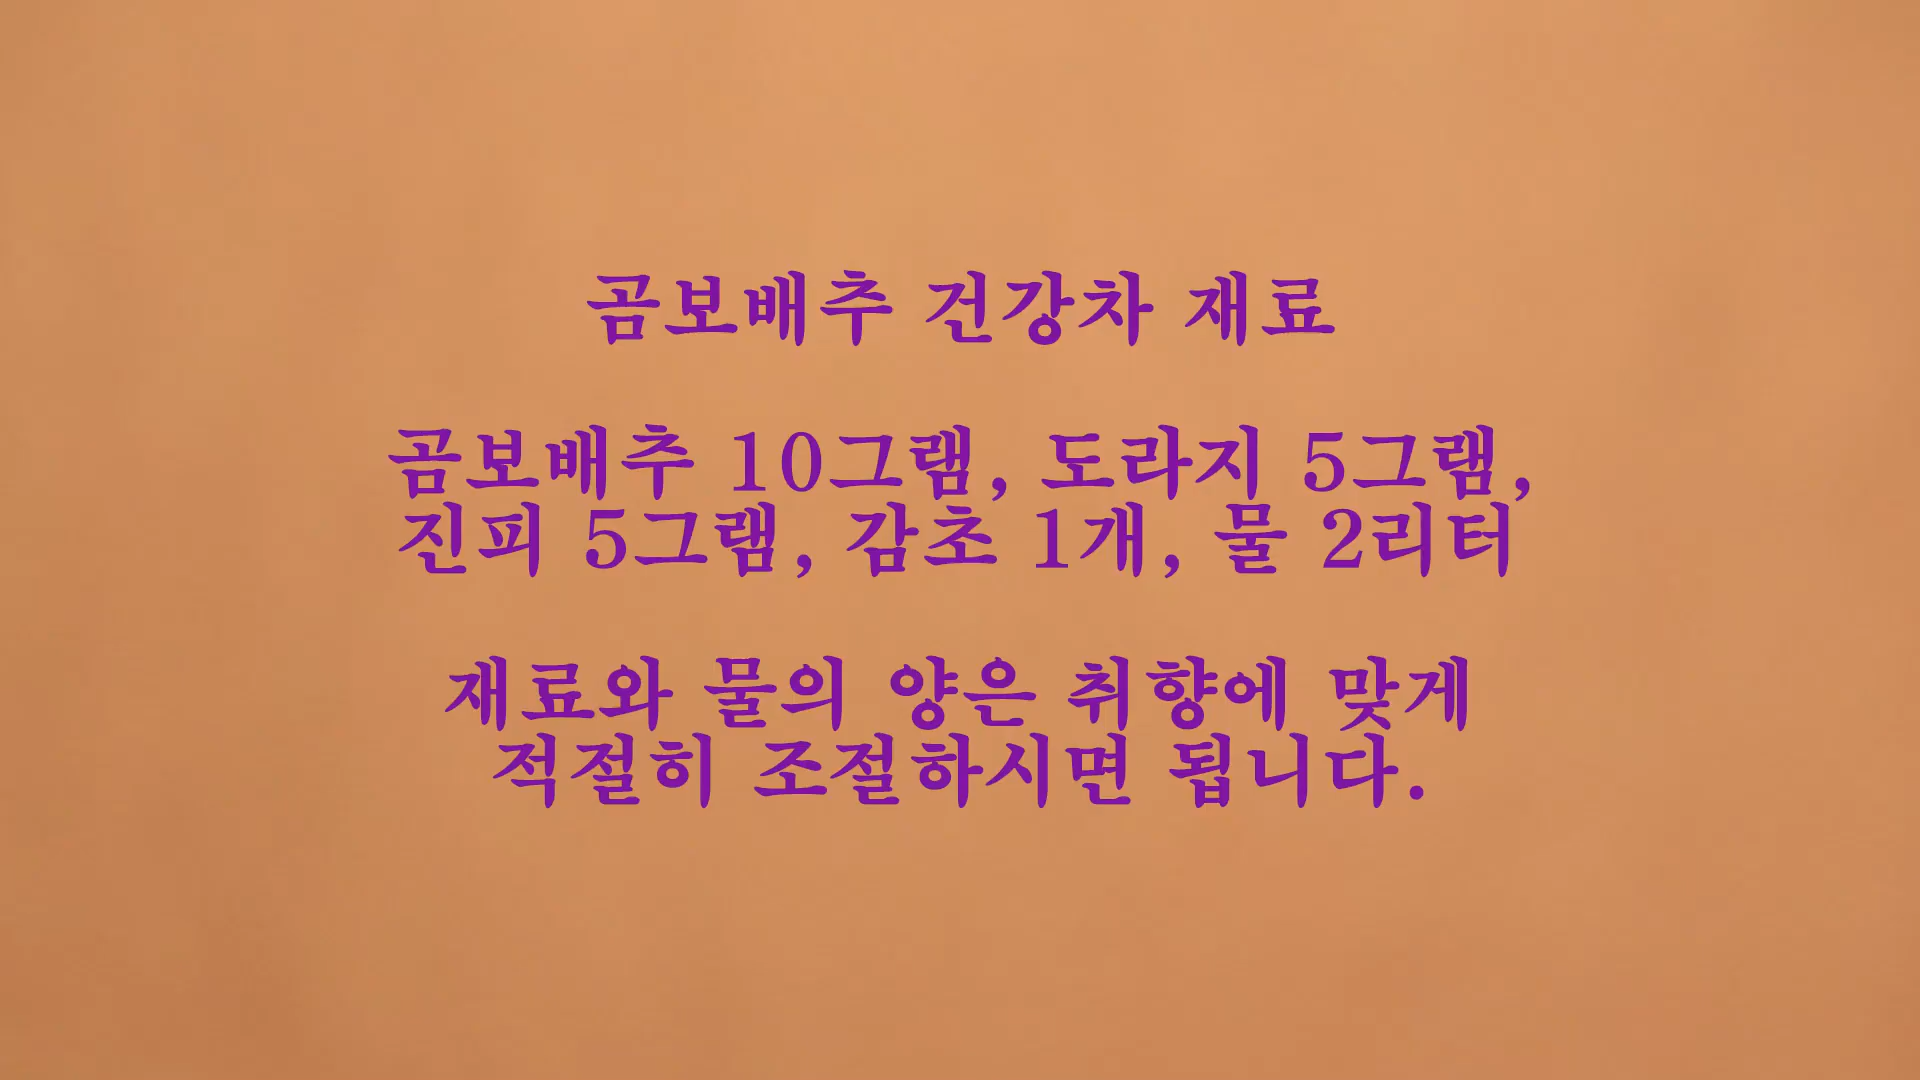 곰보배추 건강차 재료
곰보배추 10그램, 도라지 5그램,
진피 5그램, 감초 1개, 물 2리터
재료와 물의 양은 취향에 맞게
적절히 조절하시면 됩니다.